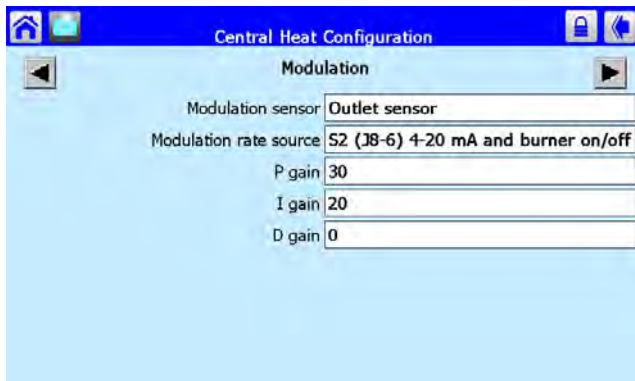 Central Heat Configuration
Modulation
Modulation sensor Outlet sensor
Modulation rate source S2 (J8-6) 4-20 mA and burner on/off
P gain 30
I gain 20
D gain 0